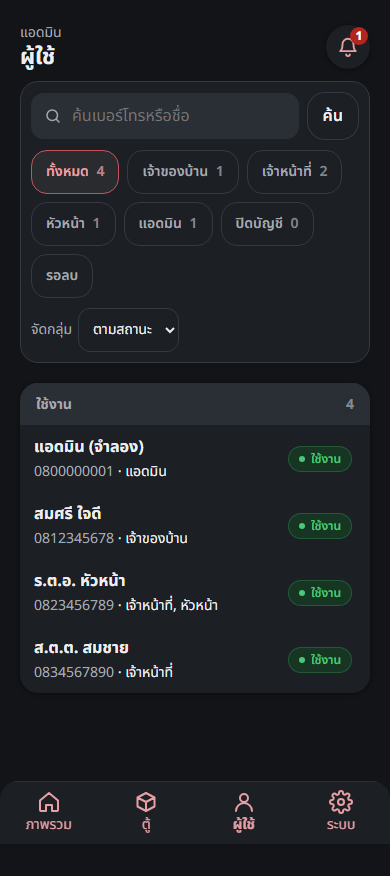 แอดมิน
ผู้ใช้
1
ค้นเบอร์โทรหรือชื่อ
ค้น
ทั้งหมด 4
เจ้าของบ้าน 1
เจ้าหน้าที่ 2
หัวหน้า 1
แอดมิน 1
ปิดบัญชี 0
รอลบ
จัดกลุ่ม ตามสถานะ
ใช้งาน 4
แอดมิน (จำลอง)
0800000001 · แอดมิน
ใช้งาน
สมศรี ใจดี
0812345678 · เจ้าของบ้าน
ใช้งาน
ร.ต.อ. หัวหน้า
0823456789 · เจ้าหน้าที่, หัวหน้า
ใช้งาน
ส.ต.ต. สมชาย
0834567890 · เจ้าหน้าที่
ใช้งาน
ภาพรวม
ตู้
ผู้ใช้
ระบบ